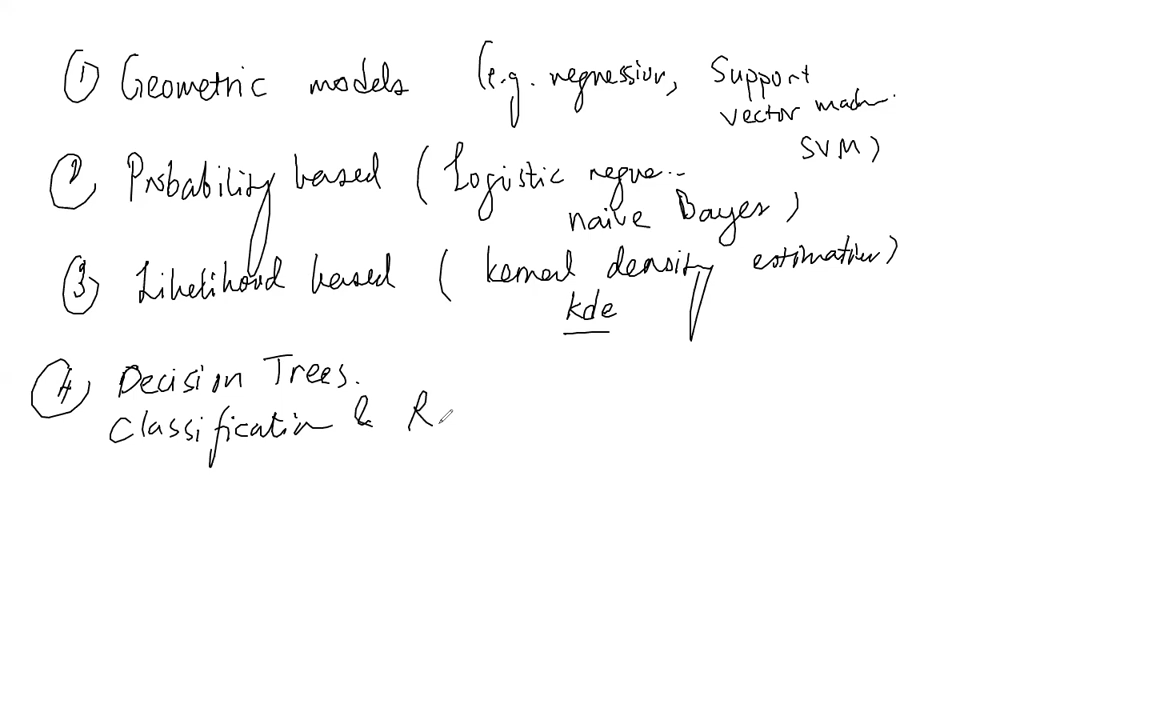 ① Geometric models (e.g. regression, Support
vector mach.
SVM)
② Probability based (Logistic regre..
naive Bayes)
③ Likelihood based (kernel density estimation)
kde
④ Decision Trees.
Classification & R